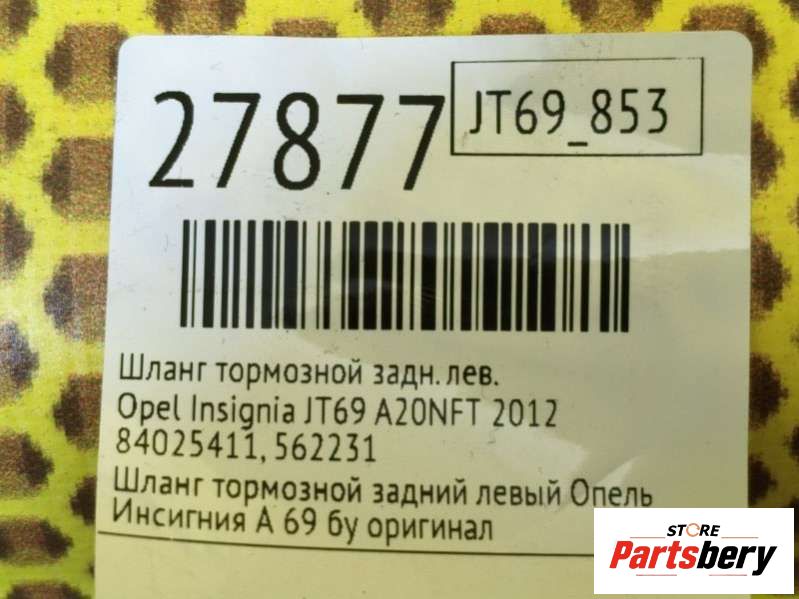 27877
JT69_853
Шланг тормозной задн. лев.
Opel Insignia JT69 A20NFT 2012
84025411, 562231
Шланг тормозной задний левый Опель
Инсигния А 69 бу оригинал
STORE
Partsbery